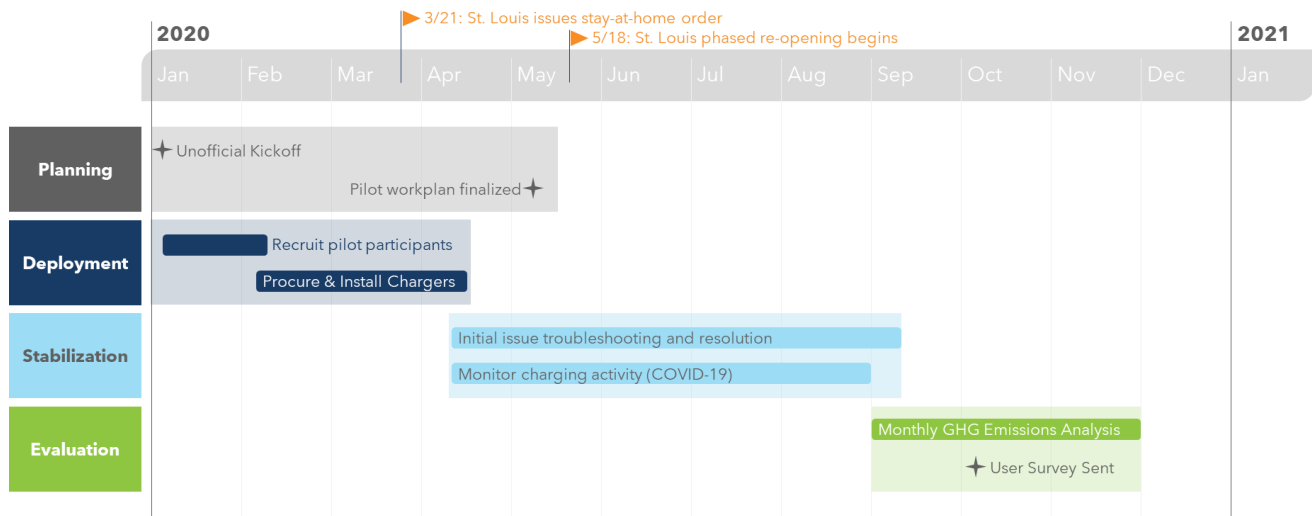 3/21: St. Louis issues stay-at-home order
2020
5/18: St. Louis phased re-opening begins
2021
Jan Feb Mar Apr May Jun Jul Aug Sep Oct Nov Dec Jan
Planning
Unofficial Kickoff
Pilot workplan finalized
Deployment
Recruit pilot participants
Procure & Install Chargers
Stabilization
Initial issue troubleshooting and resolution
Monitor charging activity (COVID-19)
Evaluation
Monthly GHG Emissions Analysis
User Survey Sent